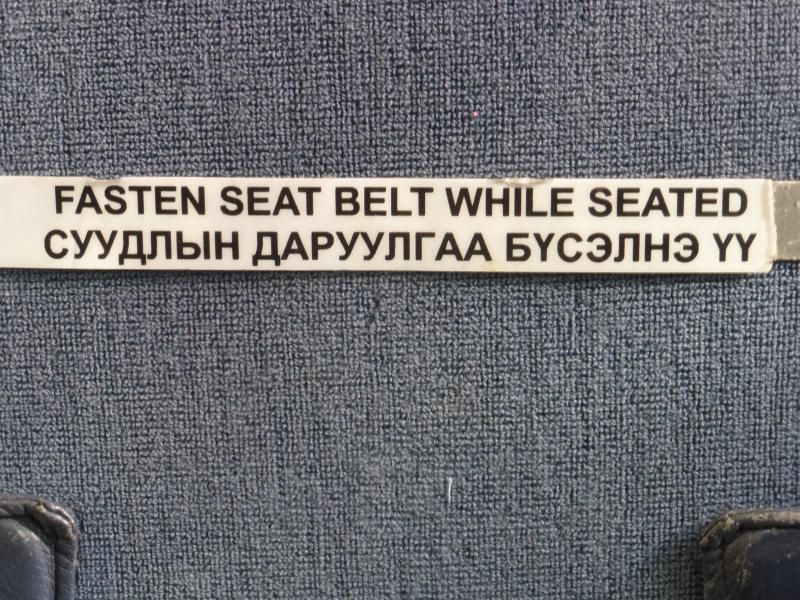 FASTEN SEAT BELT WHILE SEATED
СУУДЛЫН ДАРУУЛГАА БҮСЭЛНЭ ҮҮ